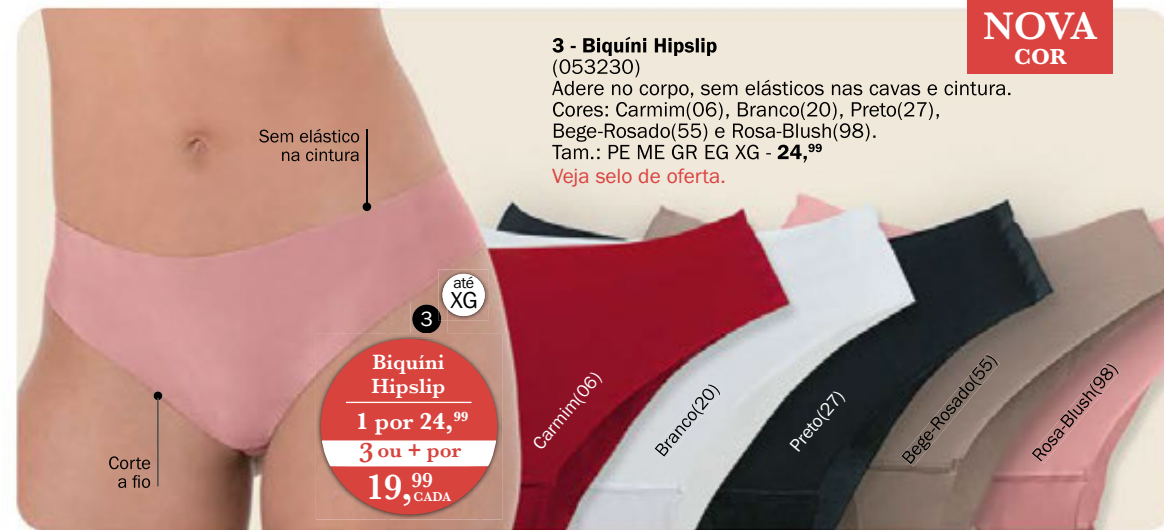 NOVA
COR
3 - Biquíni Hipslip
(053230)
Adere no corpo, sem elásticos nas cavas e cintura.
Cores: Carmim(06), Branco(20), Preto(27),
Bege-Rosado(55) e Rosa-Blush(98).
Tam.: PE ME GR EG XG - 24,99
Veja selo de oferta.
Sem elástico
na cintura
até
XG
3
Biquíni
Hipslip
1 por 24,99
3 ou + por
19,99
CADA
Corte
a fio
Carmim(06)
Branco(20)
Preto(27)
Bege-Rosado(55)
Rosa-Blush(98)